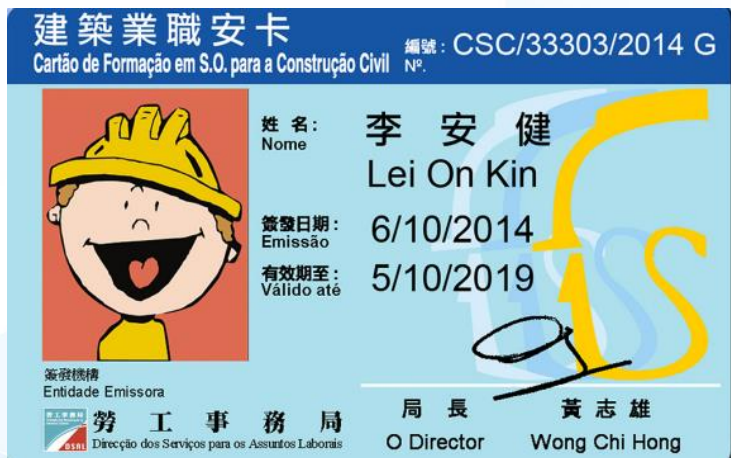 建築業職安卡
Cartão de Formação em S.O. para a Construção Civil
編號: CSC/33303/2014 G
Nº.
姓名: 李安健
Nome Lei On Kin
簽發日期: 6/10/2014
Emissão
有效期至: 5/10/2019
Válido até
簽發機構
Entidade Emissora
勞工事務局
DSAL Direcção dos Serviços para os Assuntos Laborais
局長 黃志雄
O Director Wong Chi Hong